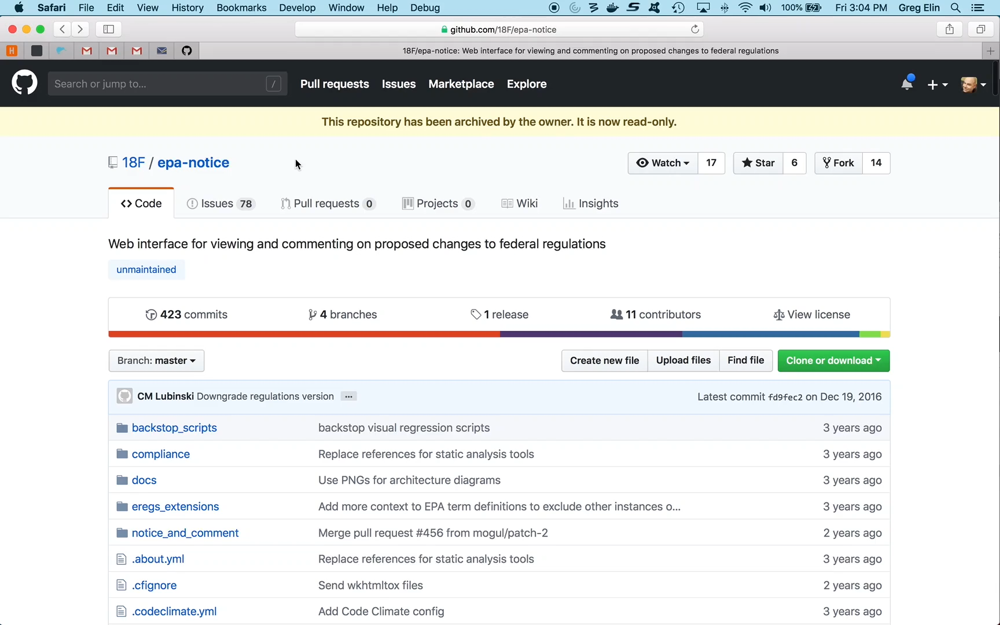 Safari File Edit View History Bookmarks Develop Window Help Debug 100% Fri 3:04 PM Greg Elin
github.com/18F/epa-notice
H 18F/epa-notice: Web interface for viewing and commenting on proposed changes to federal regulations
Search or jump to... / Pull requests Issues Marketplace Explore
This repository has been archived by the owner. It is now read-only.
18F / epa-notice Watch 17 Star 6 Fork 14
Code Issues 78 Pull requests 0 Projects 0 Wiki Insights
Web interface for viewing and commenting on proposed changes to federal regulations
unmaintained
423 commits 4 branches 1 release 11 contributors View license
Branch: master Create new file Upload files Find file Clone or download
CM Lubinski Downgrade regulations version ... Latest commit fd9fec2 on Dec 19, 2016
backstop_scripts backstop visual regression scripts 3 years ago
compliance Replace references for static analysis tools 3 years ago
docs Use PNGs for architecture diagrams 3 years ago
eregs_extensions Add more context to EPA term definitions to exclude other instances o... 3 years ago
notice_and_comment Merge pull request #456 from mogul/patch-2 2 years ago
.about.yml Replace references for static analysis tools 3 years ago
.cfignore Send wkhtmltox files 2 years ago
.codeclimate.yml Add Code Climate config 3 years ago